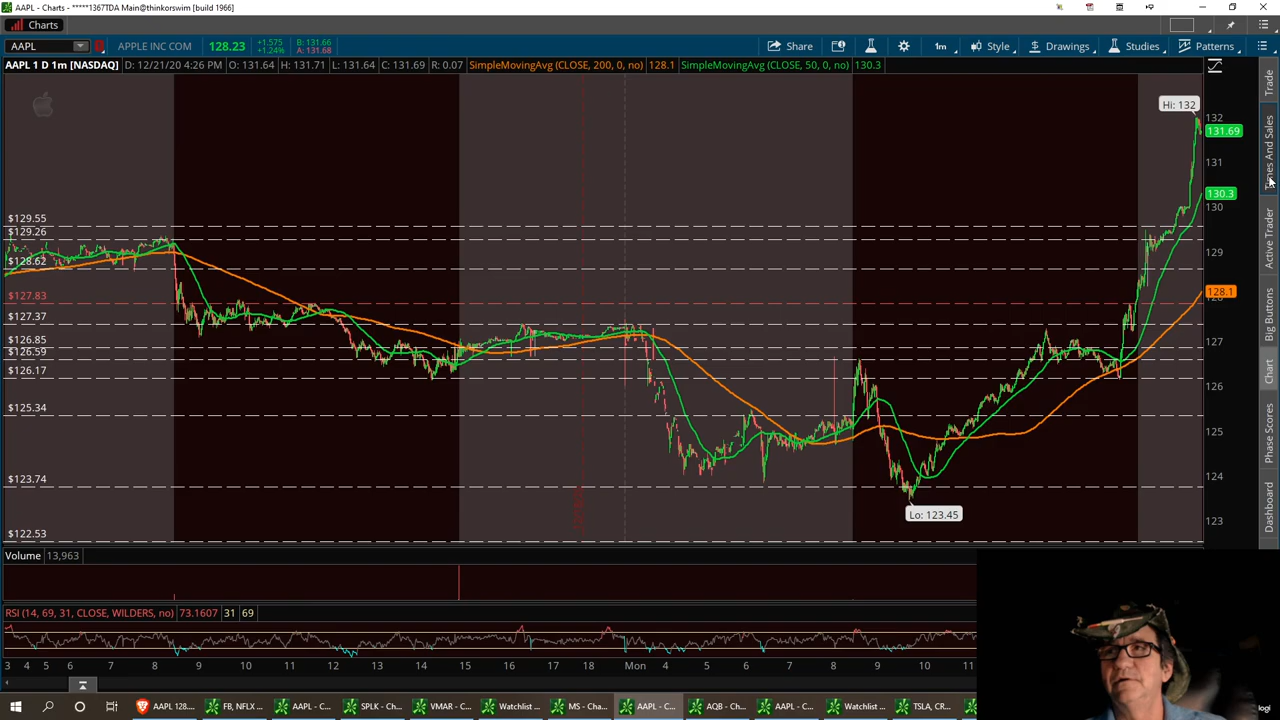 AAPL - Charts - *****1367TDA Main@thinkorswim [build 1966]
Charts
AAPL APPLE INC COM 128.23 +1.575 +1.24% B: 131.66 A: 131.68 Share 1m Style Drawings Studies Patterns
AAPL 1 D 1m [NASDAQ] D: 12/21/20 4:26 PM O: 131.64 H: 131.71 L: 131.64 C: 131.69 R: 0.07 SimpleMovingAvg (CLOSE, 200, 0, no) 128.1 SimpleMovingAvg (CLOSE, 50, 0, no) 130.3
Hi: 132
132
131.69
131
130.3
130
129
128.1
127
126
125
124
123
$129.55
$129.26
$128.62
$127.83
$127.37
$126.85
$126.59
$126.17
$125.34
$123.74
$122.53
Lo: 123.45
Trade
Times And Sales
Active Trader
Big Buttons
Chart
Phase Scores
Dashboard
Volume 13,963
RSI (14, 69, 31, CLOSE, WILDERS, no) 73.1607 31 69
3 4 5 6 7 8 9 10 11 12 13 14 15 16 17 18 Mon 4 5 6 7 8 9 10 11
AAPL 128.... FB, NFLX ... AAPL - C... SPLK - C... VMAR - C... Watchlist ... MS - Cha... AAPL - C... AQB - Ch... AAPL - C... Watchlist ... TSLA, CR...
logi